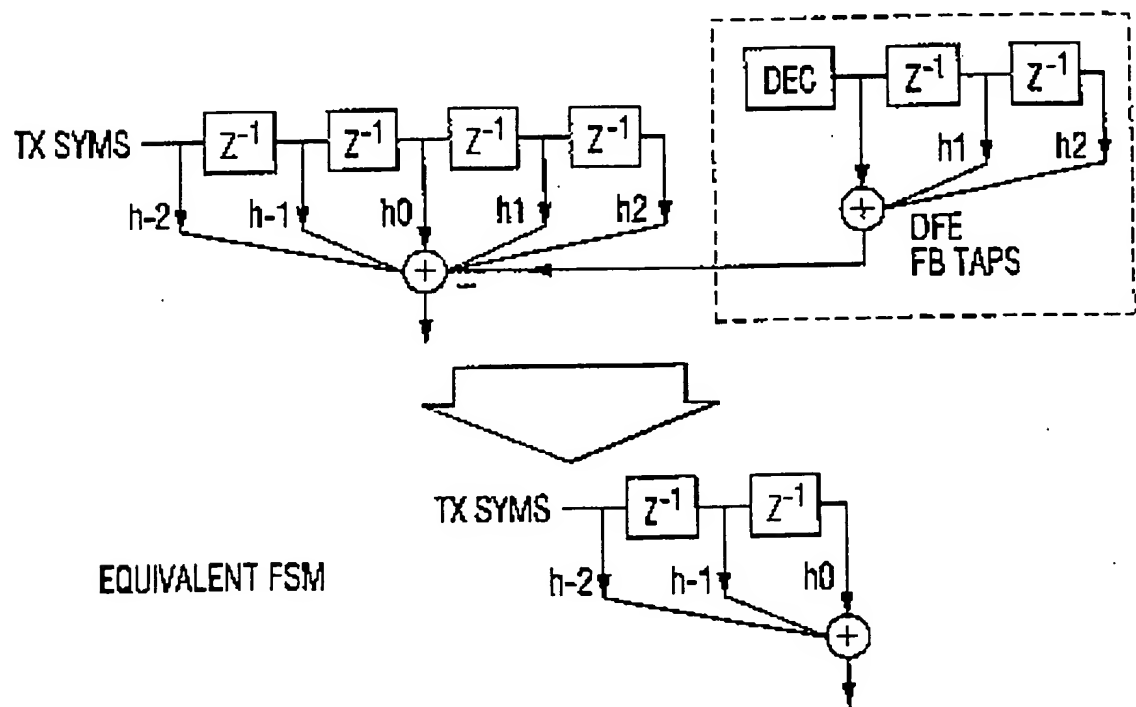 DEC
Z⁻¹
Z⁻¹
TX SYMS
Z⁻¹
Z⁻¹
Z⁻¹
Z⁻¹
h1
h2
h-2
h-1
h0
h1
h2
+
DFE
FB TAPS
+
−
TX SYMS
Z⁻¹
Z⁻¹
EQUIVALENT FSM
h-2
h-1
h0
+